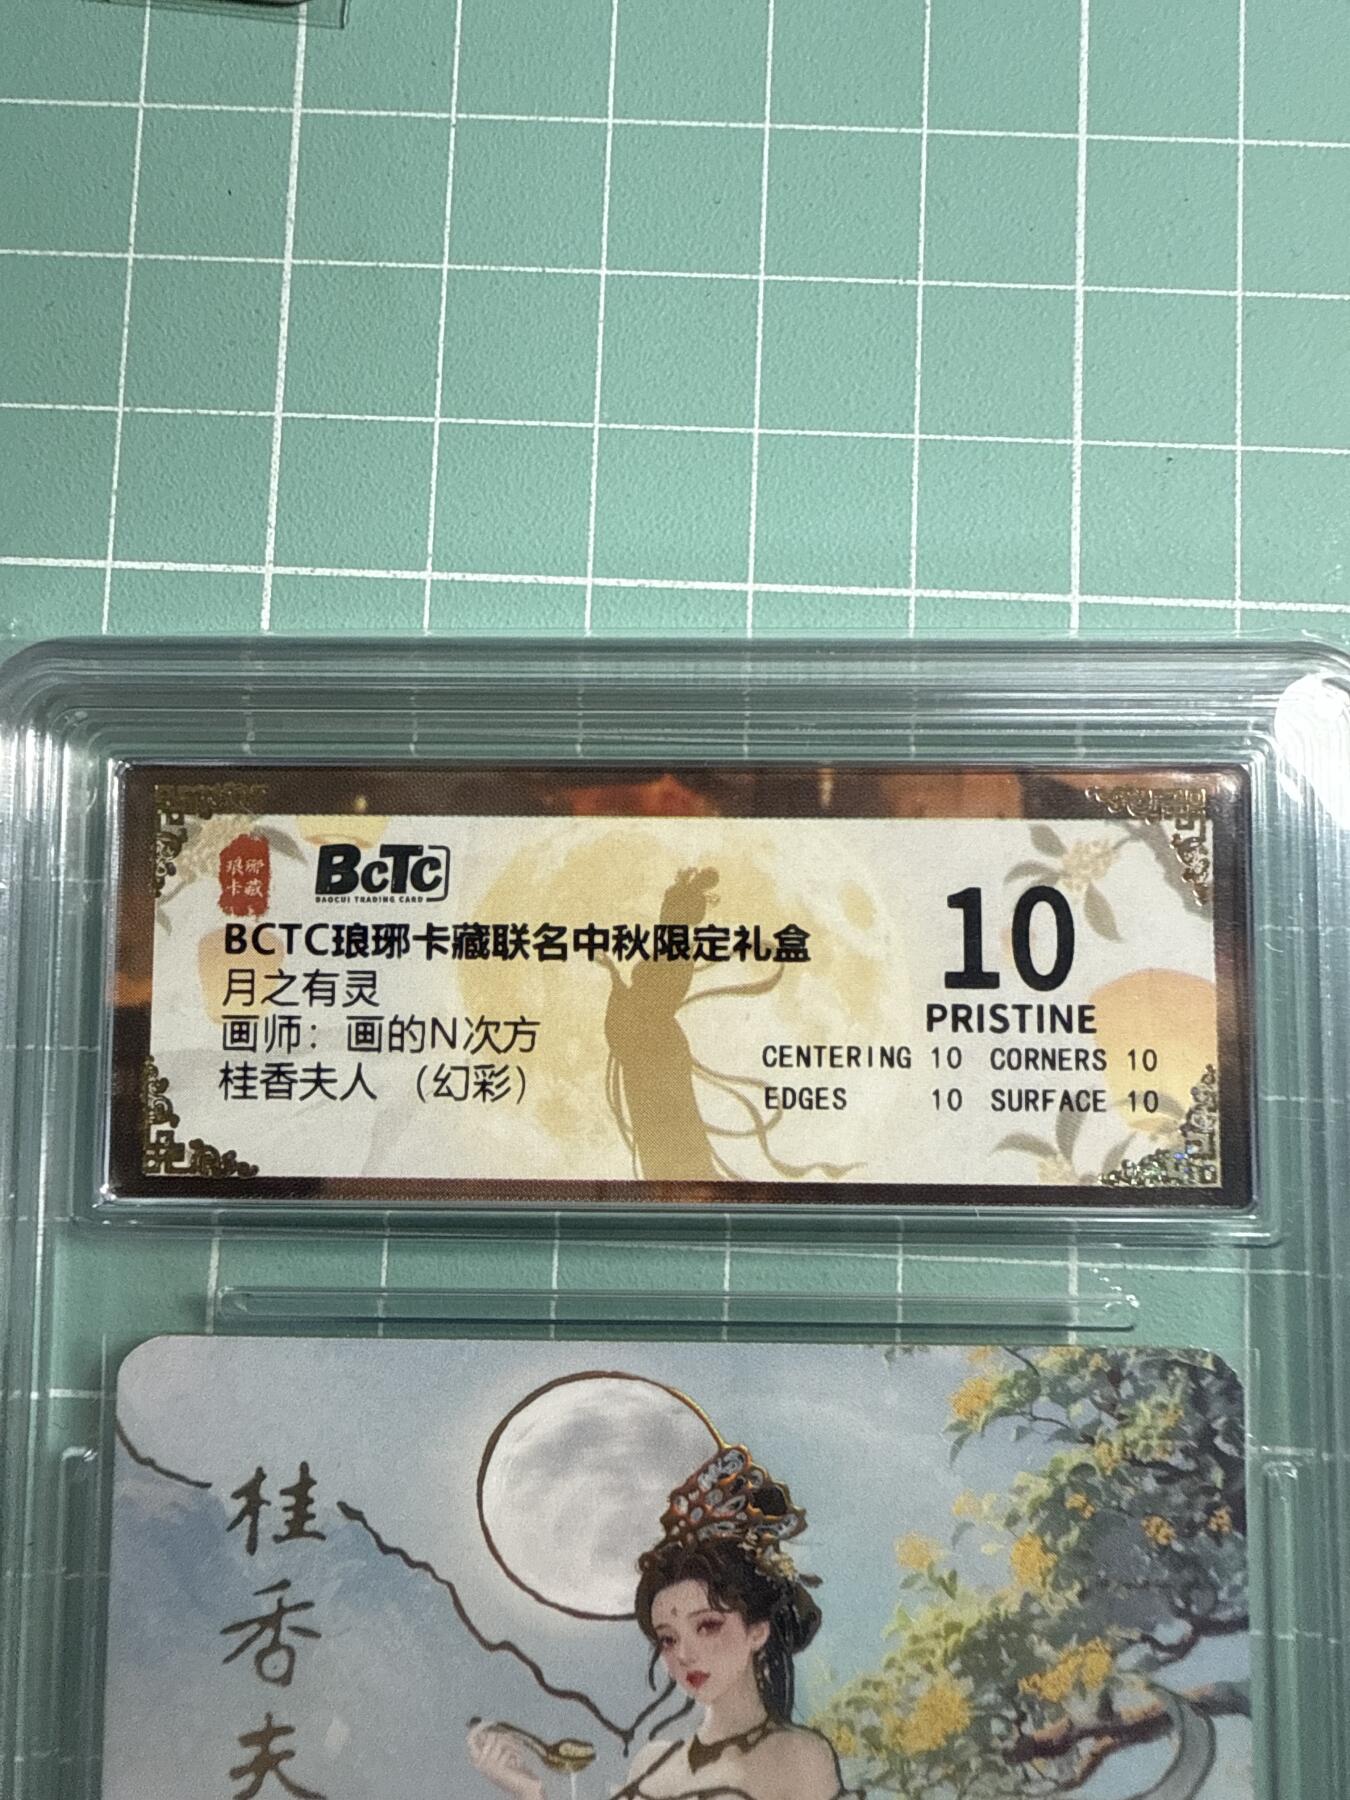 琅琊
卡藏
BCTC
BAOCUI TRADING CARD
BCTC琅琊卡藏联名中秋限定礼盒
月之有灵
画师：画的N次方
桂香夫人（幻彩）
10
PRISTINE
CENTERING 10 CORNERS 10
EDGES 10 SURFACE 10
桂香夫